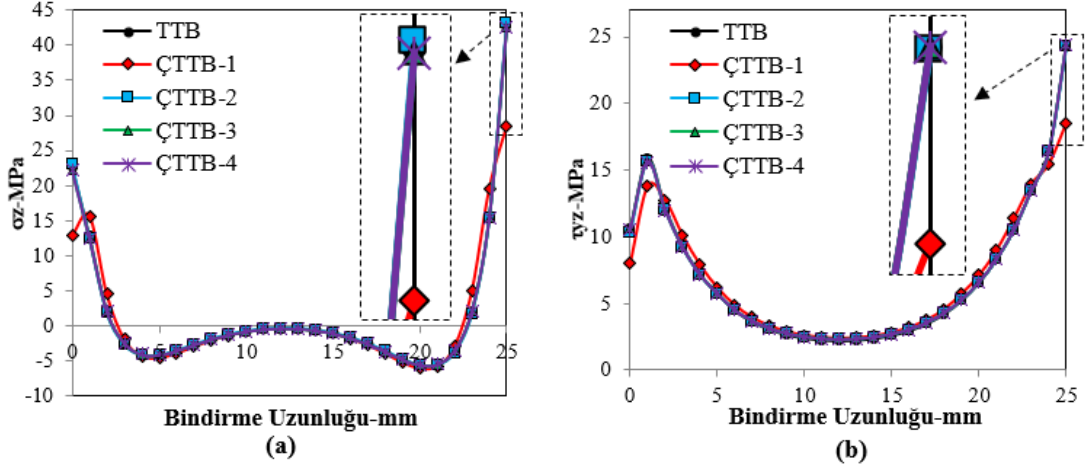 45
40
35
30
25
20
15
10
5
0
-5
-10
σz-MPa
TTB
ÇTTB-1
ÇTTB-2
ÇTTB-3
ÇTTB-4
0
5
10
15
20
25
Bindirme Uzunluğu-mm
(a)
25
20
15
10
5
0
τyz-MPa
TTB
ÇTTB-1
ÇTTB-2
ÇTTB-3
ÇTTB-4
0
5
10
15
20
25
Bindirme Uzunluğu-mm
(b)